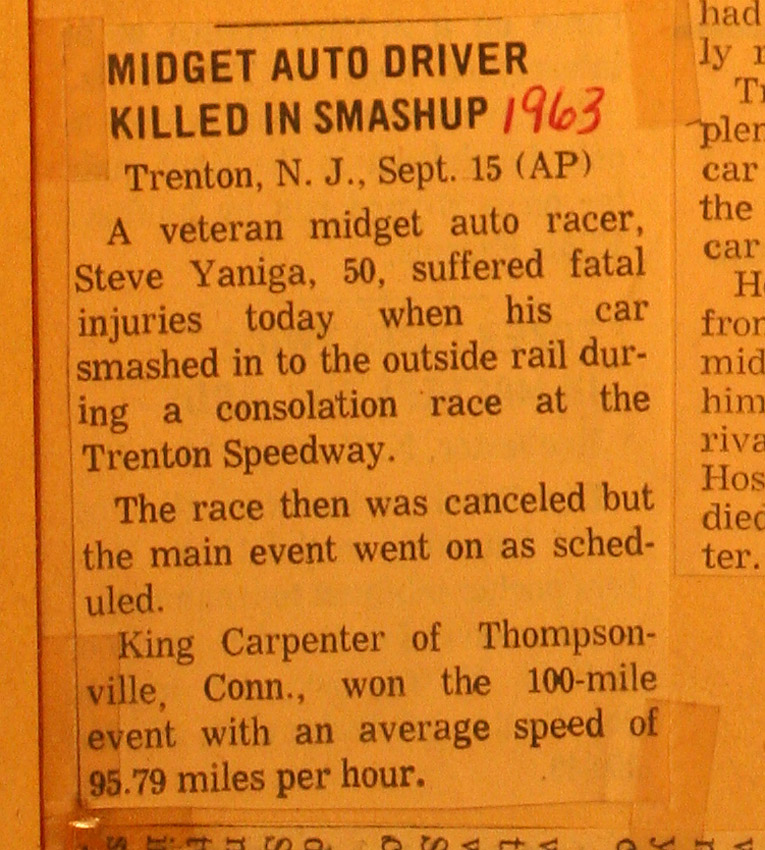 MIDGET AUTO DRIVER
KILLED IN SMASHUP 1963
Trenton, N. J., Sept. 15 (AP)
A veteran midget auto racer,
Steve Yaniga, 50, suffered fatal
injuries today when his car
smashed in to the outside rail dur-
ing a consolation race at the
Trenton Speedway.
The race then was canceled but
the main event went on as sched-
uled.
King Carpenter of Thompson-
ville, Conn., won the 100-mile
event with an average speed of
95.79 miles per hour.
had
ly
car
the
car
ter.